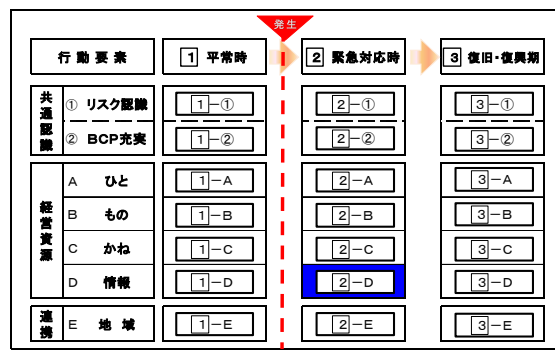 発生
行動要素 1 平常時 2 緊急対応時 3 復旧・復興期
共通認識
① リスク認識 1-① 2-① 3-①
② BCP充実 1-② 2-② 3-②
経営資源
A ひと 1-A 2-A 3-A
B もの 1-B 2-B 3-B
C かね 1-C 2-C 3-C
D 情報 1-D 2-D 3-D
連携
E 地域 1-E 2-E 3-E